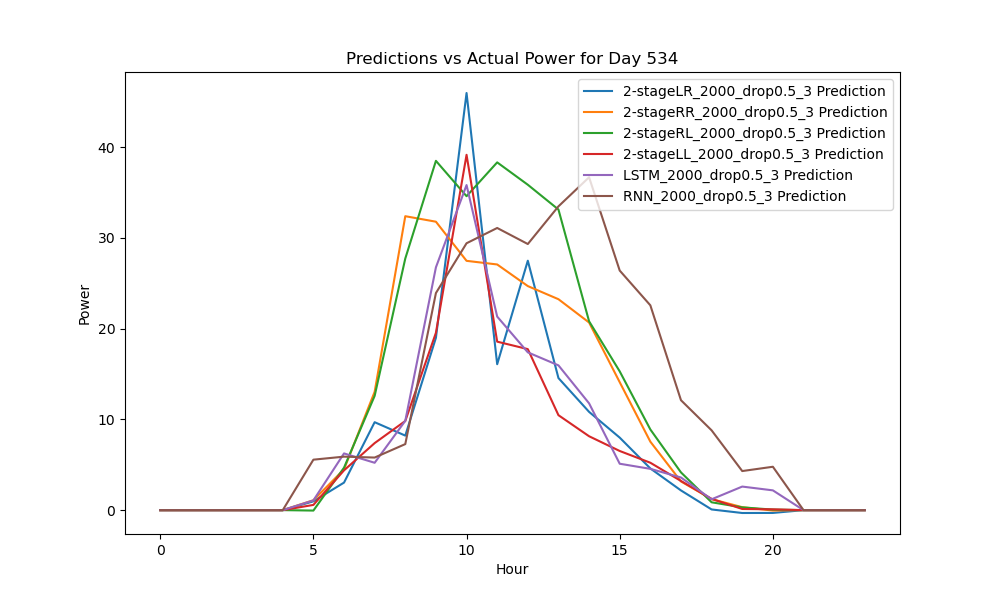 Predictions vs Actual Power for Day 534
2-stageLR_2000_drop0.5_3 Prediction
2-stageRR_2000_drop0.5_3 Prediction
2-stageRL_2000_drop0.5_3 Prediction
2-stageLL_2000_drop0.5_3 Prediction
LSTM_2000_drop0.5_3 Prediction
RNN_2000_drop0.5_3 Prediction
Power
40
30
20
10
0
0 5 10 15 20
Hour